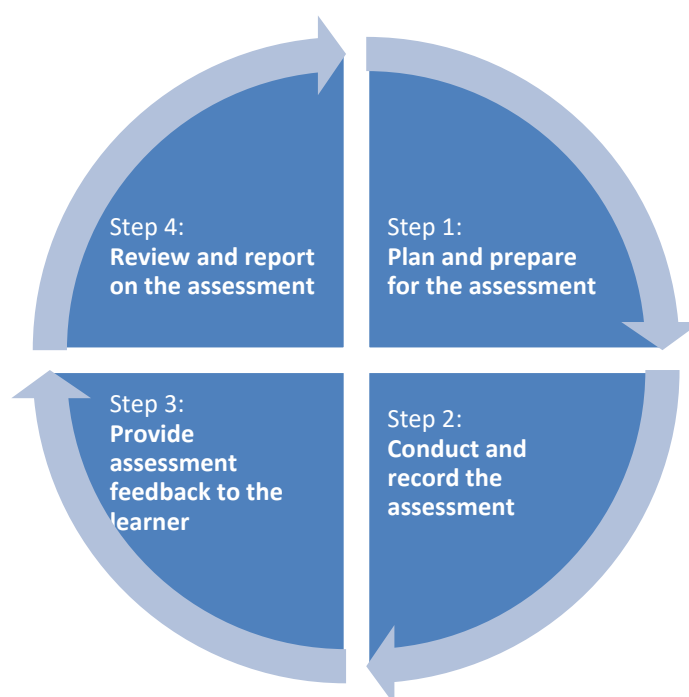 Step 4:
Review and report
on the assessment
Step 1:
Plan and prepare
for the assessment
Step 3:
Provide
assessment
feedback to the
learner
Step 2:
Conduct and
record the
assessment